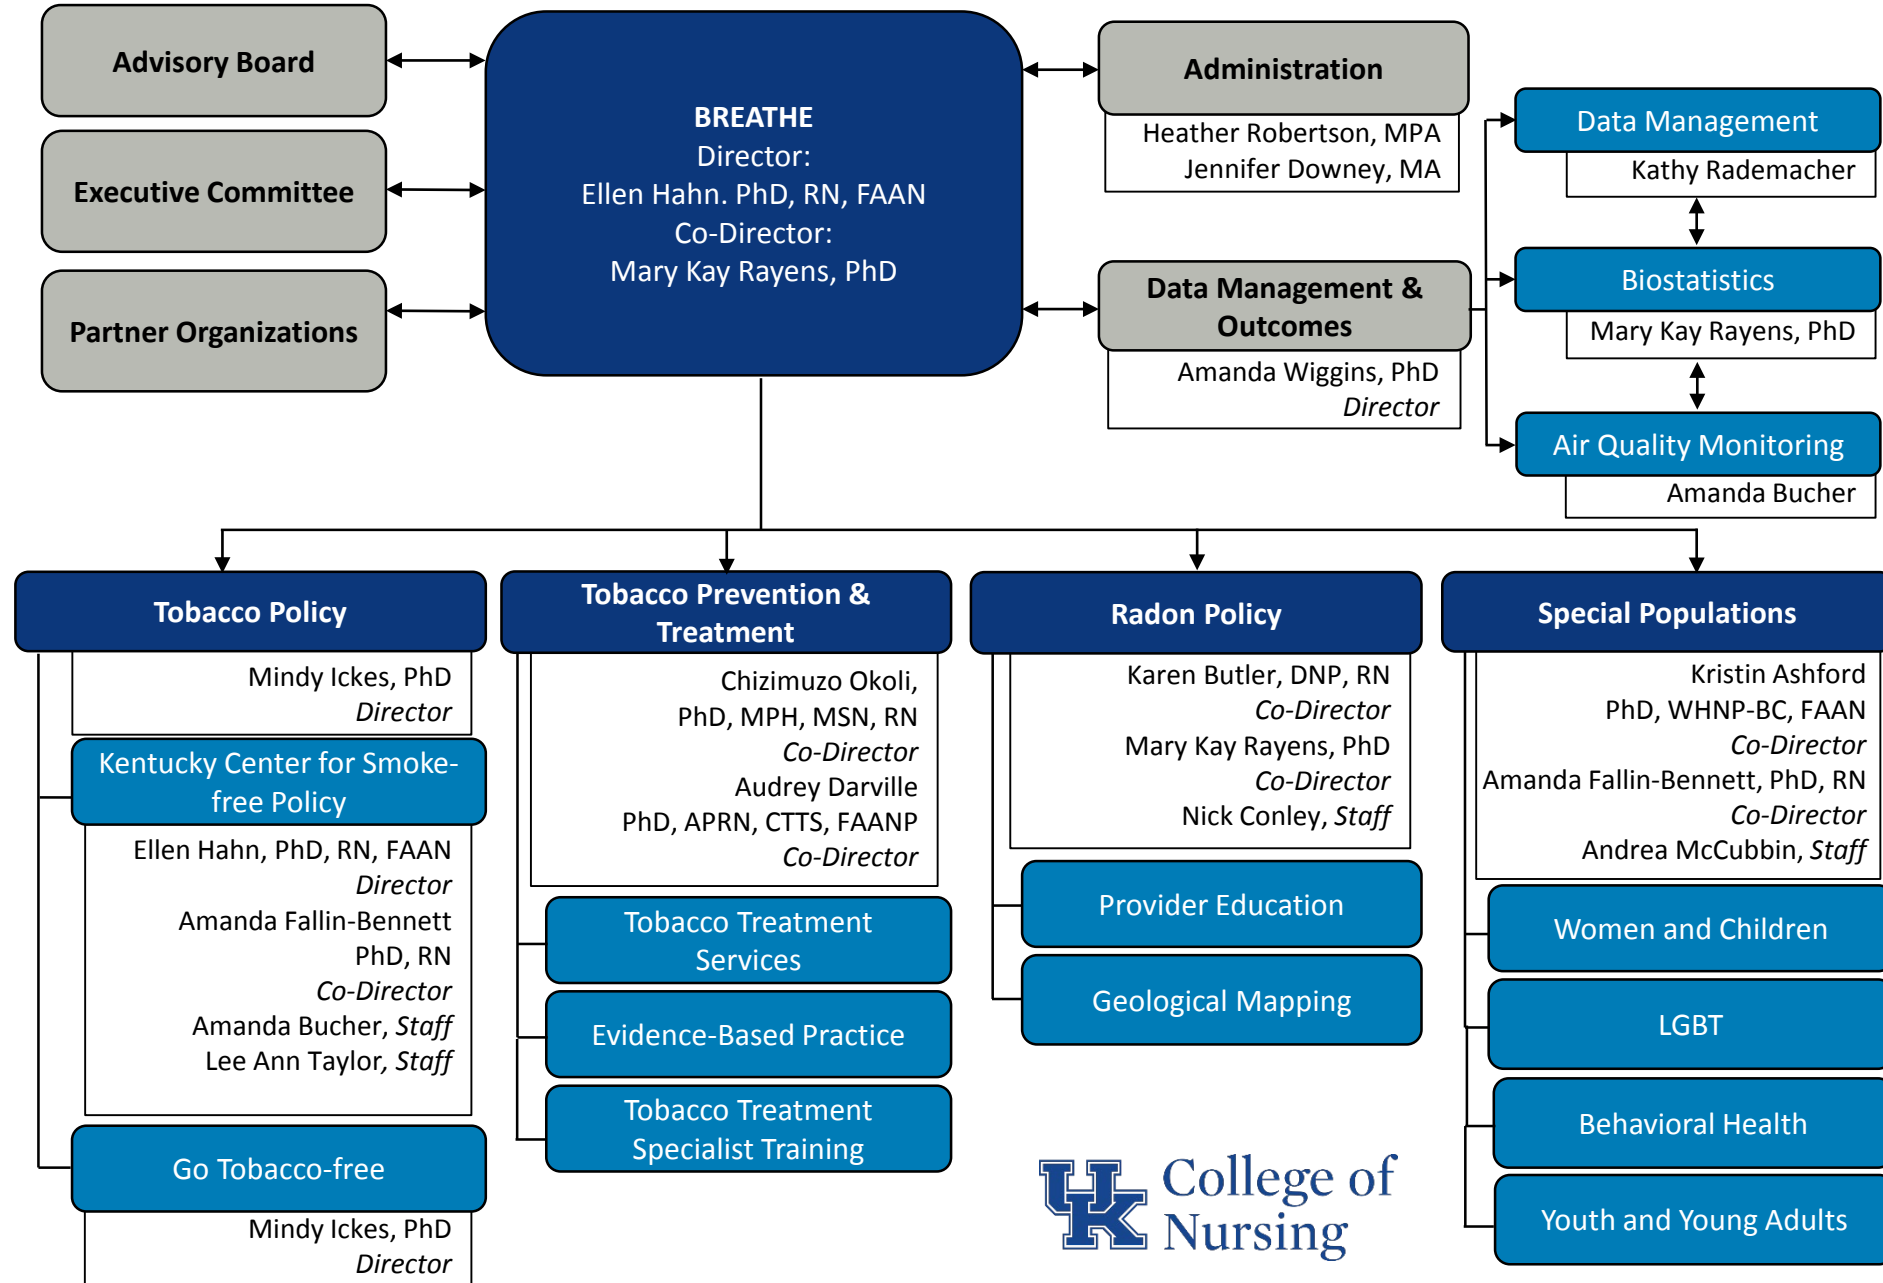 Advisory Board
Executive Committee
Partner Organizations
BREATHE
Director:
Ellen Hahn. PhD, RN, FAAN
Co-Director:
Mary Kay Rayens, PhD
Administration
Heather Robertson, MPA
Jennifer Downey, MA
Data Management &
Outcomes
Amanda Wiggins, PhD
Director
Data Management
Kathy Rademacher
Biostatistics
Mary Kay Rayens, PhD
Air Quality Monitoring
Amanda Bucher
Tobacco Policy
Mindy Ickes, PhD
Director
Kentucky Center for Smoke-
free Policy
Ellen Hahn, PhD, RN, FAAN
Director
Amanda Fallin-Bennett
PhD, RN
Co-Director
Amanda Bucher, Staff
Lee Ann Taylor, Staff
Go Tobacco-free
Mindy Ickes, PhD
Director
Tobacco Prevention &
Treatment
Chizimuzo Okoli,
PhD, MPH, MSN, RN
Co-Director
Audrey Darville
PhD, APRN, CTTS, FAANP
Co-Director
Tobacco Treatment
Services
Evidence-Based Practice
Tobacco Treatment
Specialist Training
Radon Policy
Karen Butler, DNP, RN
Co-Director
Mary Kay Rayens, PhD
Co-Director
Nick Conley, Staff
Provider Education
Geological Mapping
Special Populations
Kristin Ashford
PhD, WHNP-BC, FAAN
Co-Director
Amanda Fallin-Bennett, PhD, RN
Co-Director
Andrea McCubbin, Staff
Women and Children
LGBT
Behavioral Health
Youth and Young Adults
UK College of
Nursing